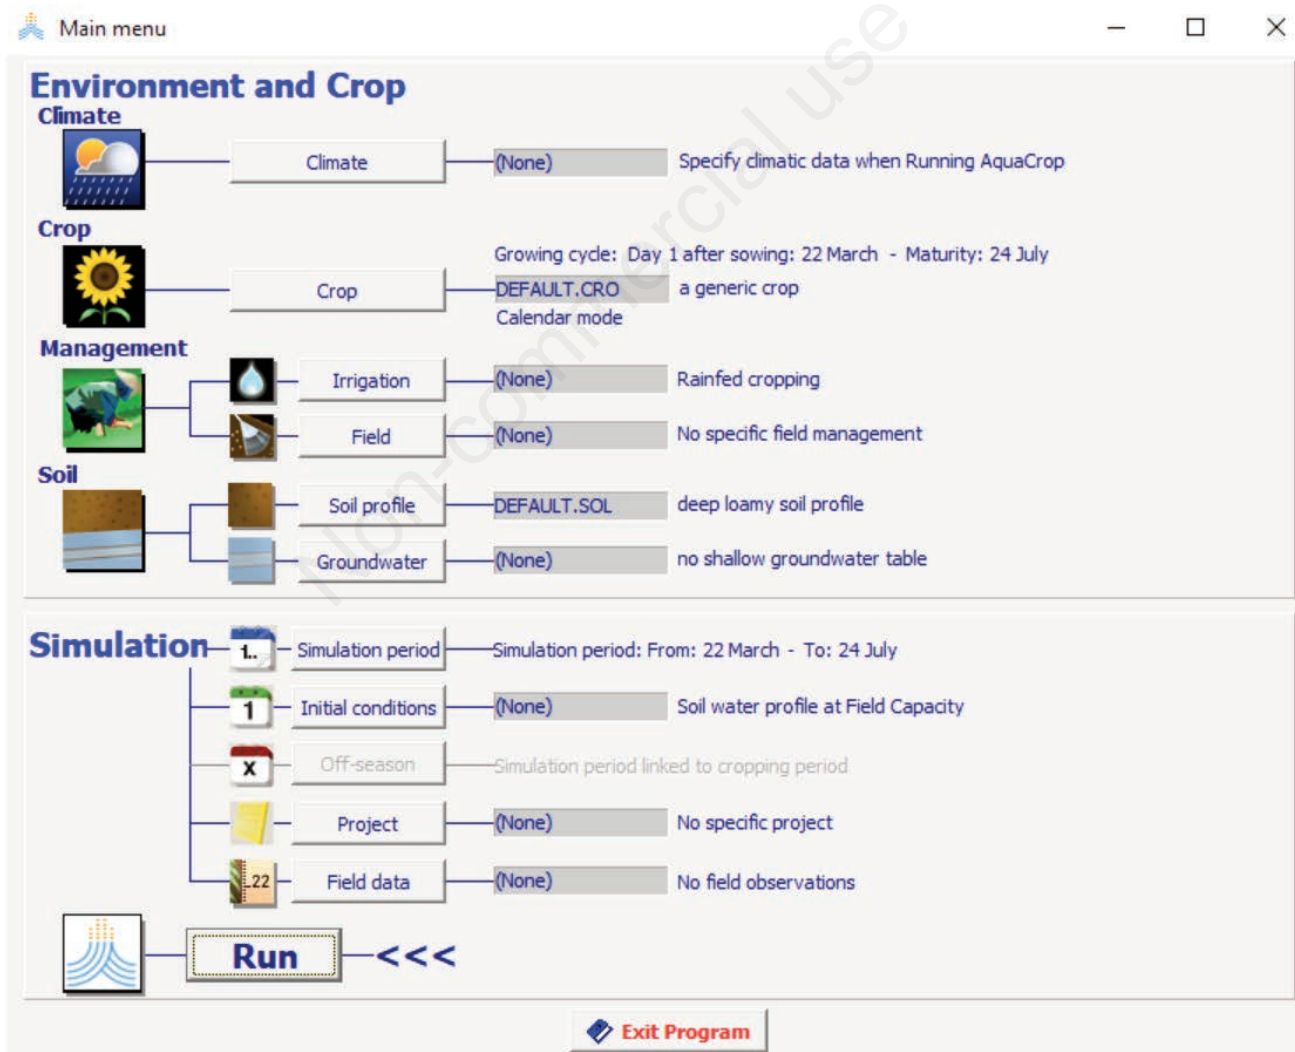 Main menu
Environment and Crop
Climate
Climate (None) Specify climatic data when Running AquaCrop
Crop
Growing cycle: Day 1 after sowing: 22 March - Maturity: 24 July
Crop DEFAULT.CRO a generic crop
Calendar mode
Management
Irrigation (None) Rainfed cropping
Field (None) No specific field management
Soil
Soil profile DEFAULT.SOL deep loamy soil profile
Groundwater (None) no shallow groundwater table
Simulation 1.. Simulation period Simulation period: From: 22 March - To: 24 July
1 Initial conditions (None) Soil water profile at Field Capacity
X Off-season Simulation period linked to cropping period
Project (None) No specific project
..22 Field data (None) No field observations
Run <<<
Exit Program
Non-commercial use